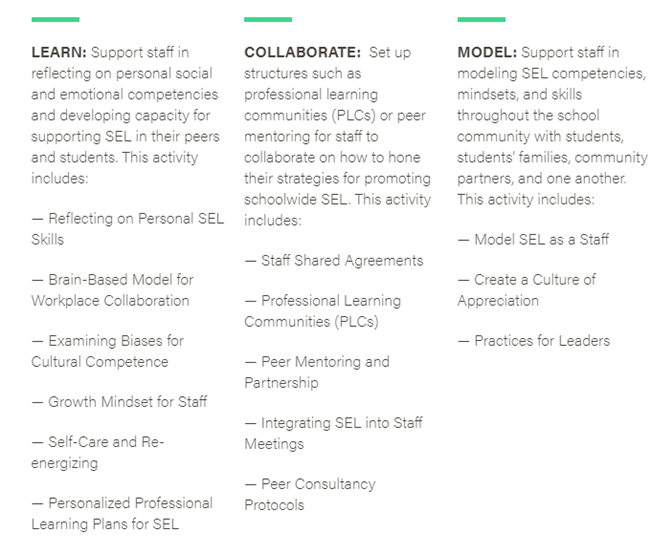 LEARN: Support staff in
reflecting on personal social
and emotional competencies
and developing capacity for
supporting SEL in their peers
and students. This activity
includes:
— Reflecting on Personal SEL
Skills
— Brain-Based Model for
Workplace Collaboration
— Examining Biases for
Cultural Competence
— Growth Mindset for Staff
— Self-Care and Re-
energizing
— Personalized Professional
Learning Plans for SEL
COLLABORATE: Set up
structures such as
professional learning
communities (PLCs) or peer
mentoring for staff to
collaborate on how to hone
their strategies for promoting
schoolwide SEL. This activity
includes:
— Staff Shared Agreements
— Professional Learning
Communities (PLCs)
— Peer Mentoring and
Partnership
— Integrating SEL into Staff
Meetings
— Peer Consultancy
Protocols
MODEL: Support staff in
modeling SEL competencies,
mindsets, and skills
throughout the school
community with students,
students' families, community
partners, and one another.
This activity includes:
— Model SEL as a Staff
— Create a Culture of
Appreciation
— Practices for Leaders